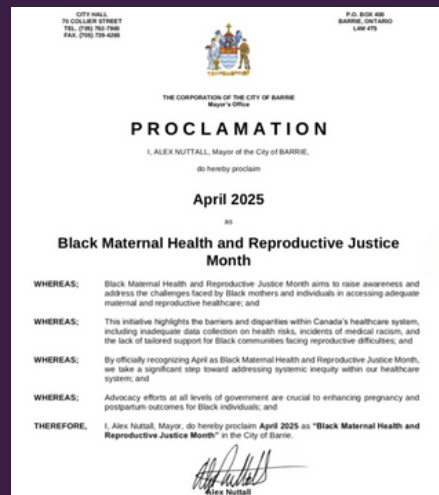 CITY HALL
70 COLLIER STREET
TEL. (705) 792-7900
FAX. (705) 739-4265
P.O. BOX 400
BARRIE, ONTARIO
L4M 4T5
THE CORPORATION OF THE CITY OF BARRIE
Mayor's Office
PROCLAMATION
I, ALEX NUTTALL, Mayor of the City of BARRIE,
do hereby proclaim
April 2025
as
Black Maternal Health and Reproductive Justice
Month
WHEREAS; Black Maternal Health and Reproductive Justice Month aims to raise awareness and
address the challenges faced by Black mothers and individuals in accessing adequate
maternal and reproductive healthcare; and
WHEREAS; This initiative highlights the barriers and disparities within Canada's healthcare system,
including inadequate data collection on health risks, incidents of medical racism, and
the lack of tailored support for Black communities facing reproductive difficulties; and
WHEREAS; By officially recognizing April as Black Maternal Health and Reproductive Justice Month,
we take a significant step toward addressing systemic inequity within our healthcare
system; and
WHEREAS; Advocacy efforts at all levels of government are crucial to enhancing pregnancy and
postpartum outcomes for Black individuals; and
THEREFORE, I, Alex Nuttall, Mayor, do hereby proclaim April 2025 as "Black Maternal Health and
Reproductive Justice Month" in the City of Barrie.
Alex Nuttall